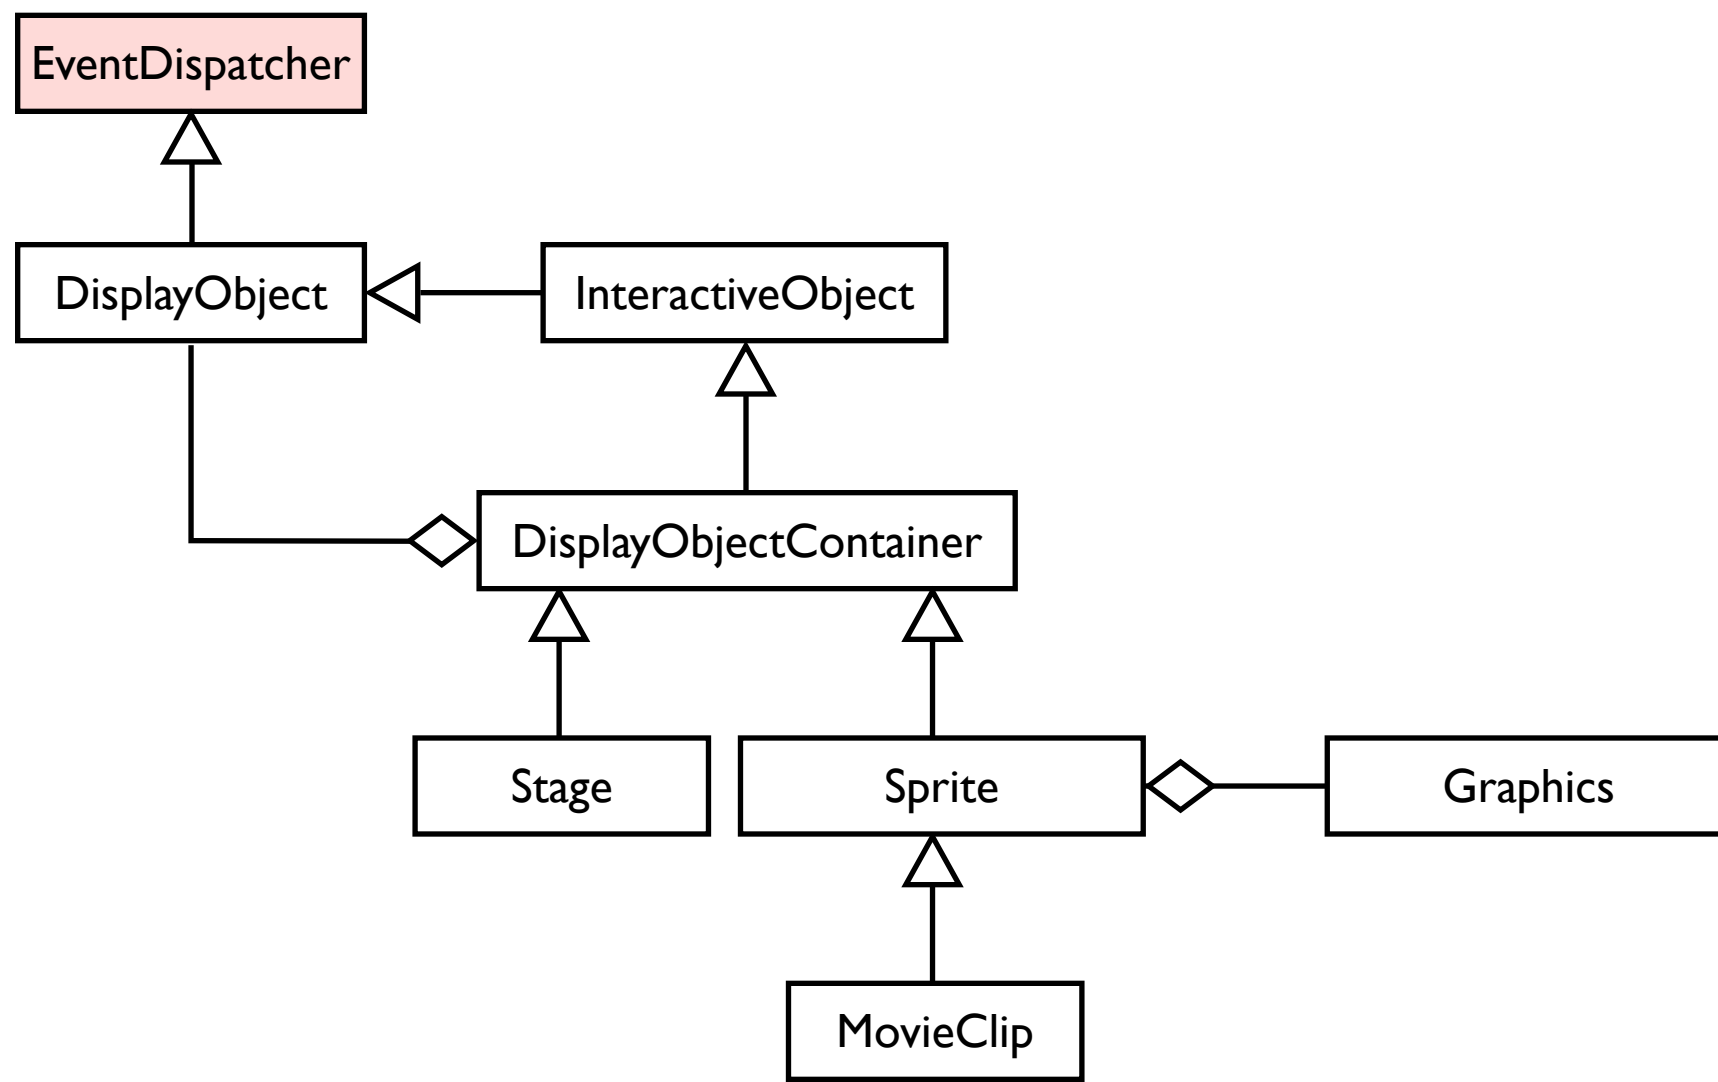 EventDispatcher
DisplayObject
InteractiveObject
DisplayObjectContainer
Stage
Sprite
Graphics
MovieClip